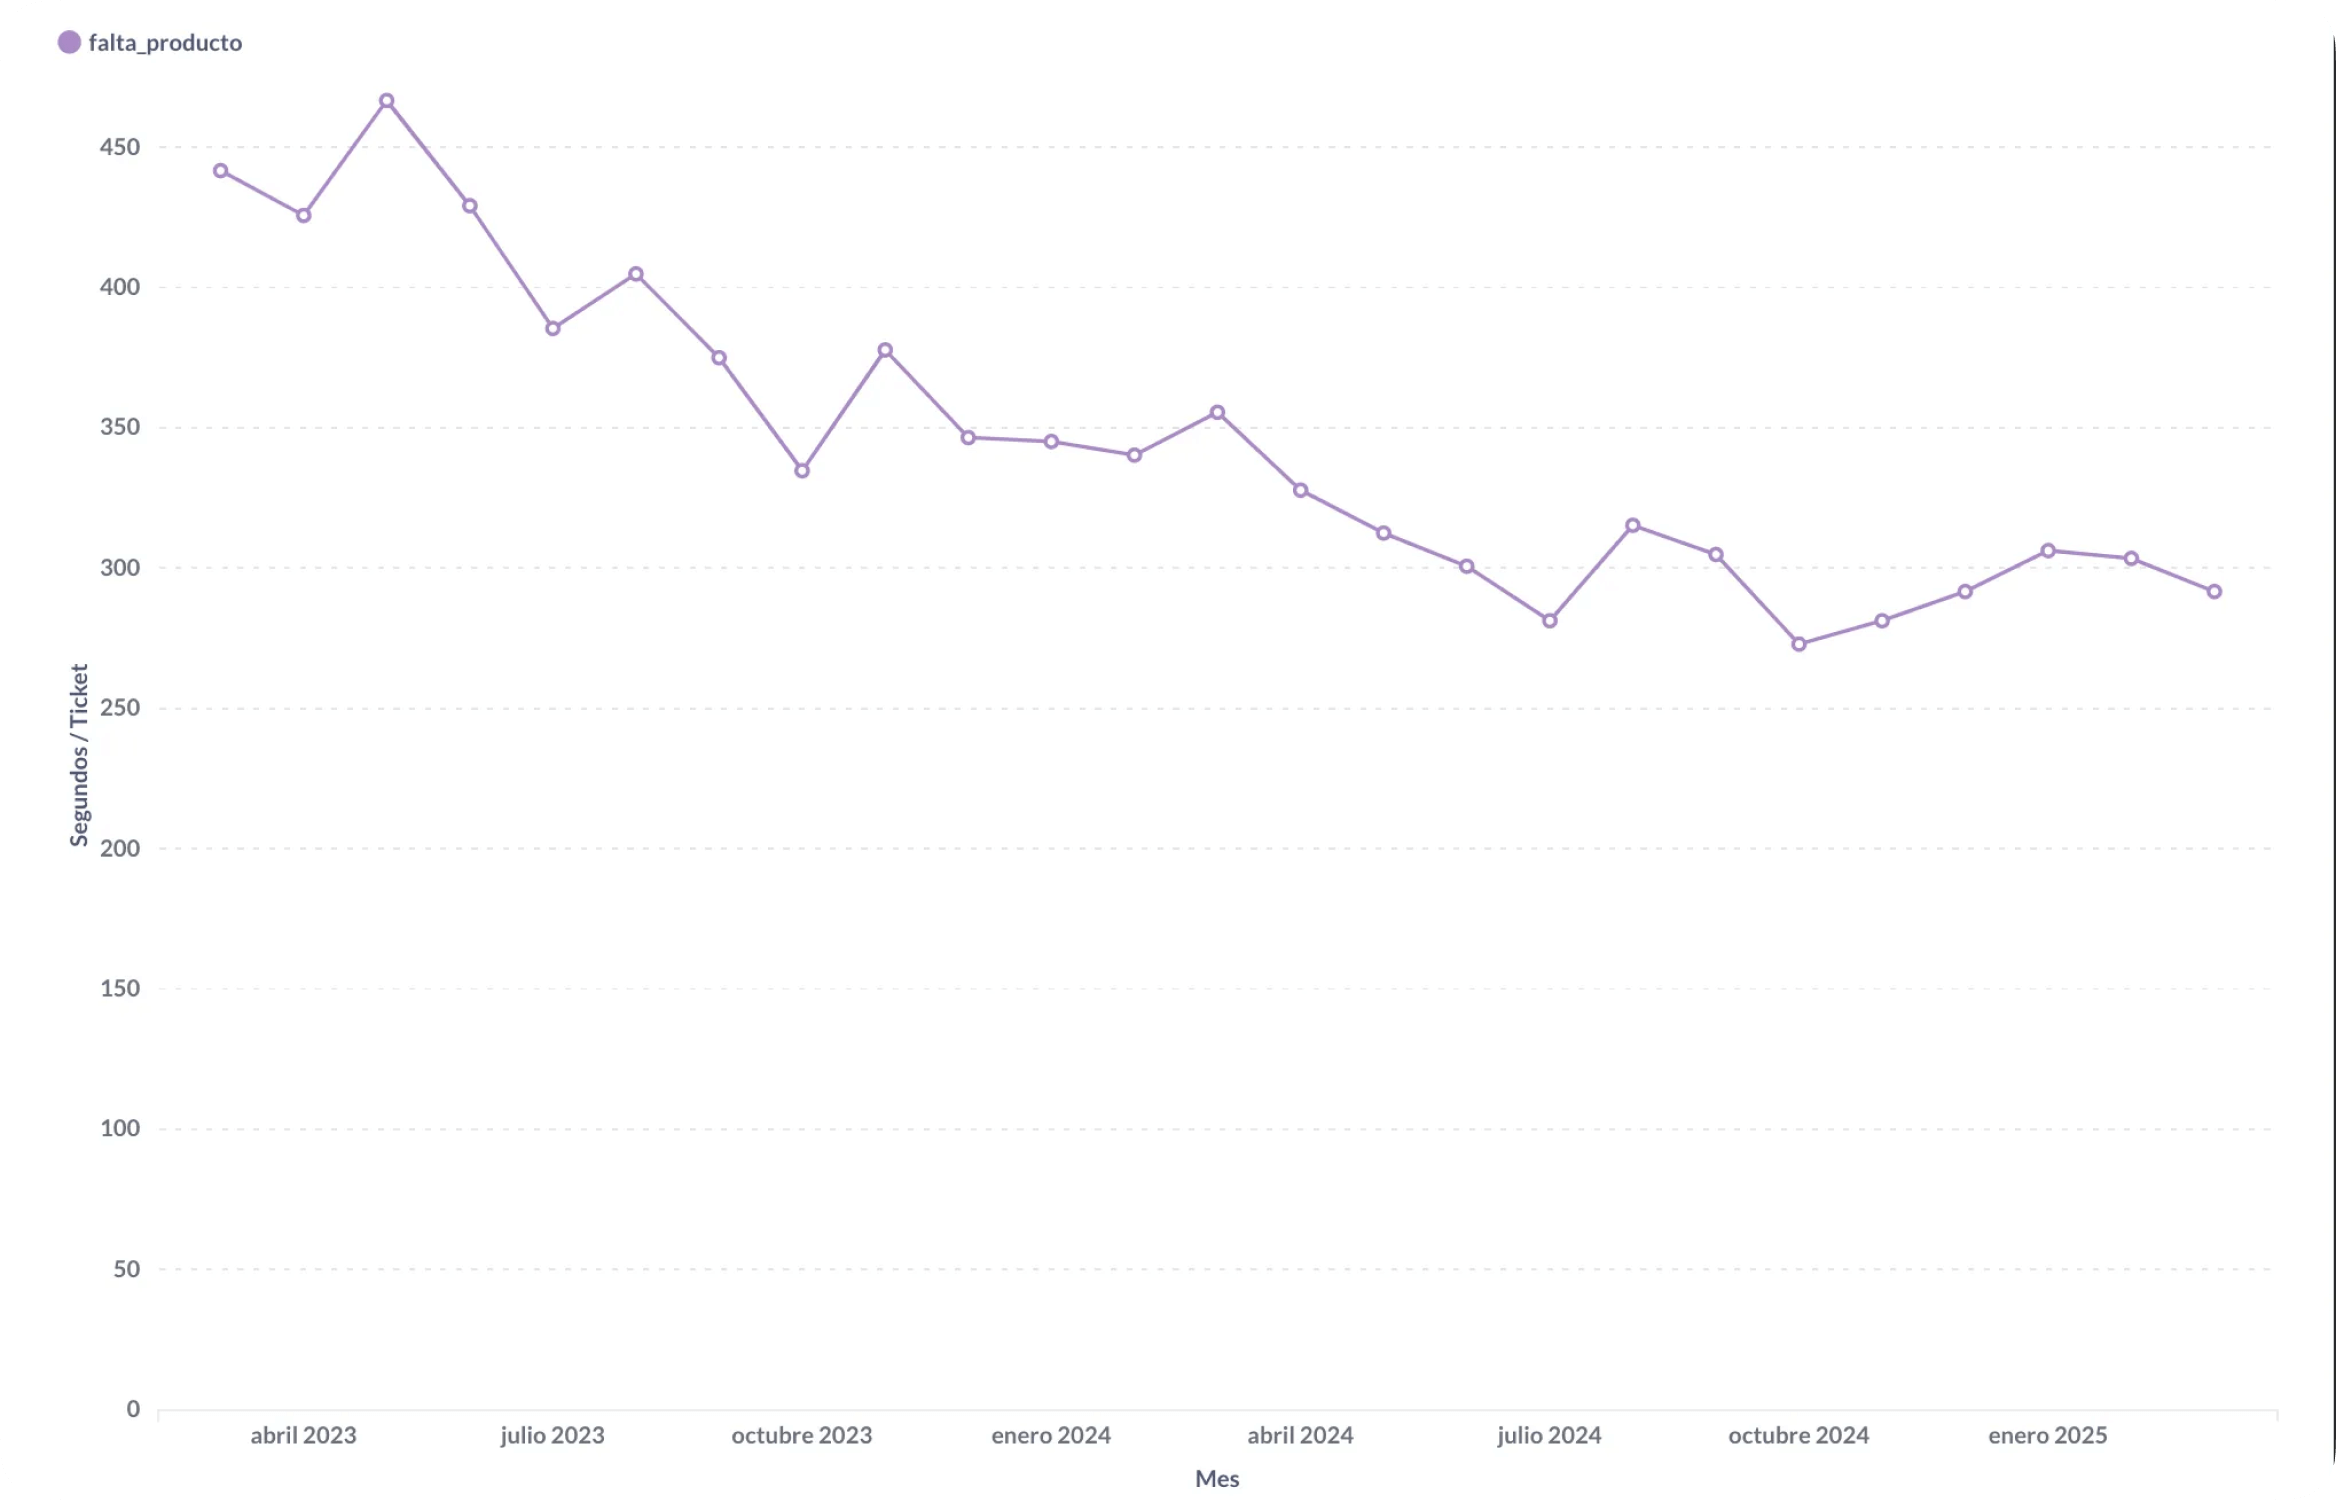 falta_producto
450
400
350
300
250
200
150
100
50
0
Segundos / Ticket
abril 2023
julio 2023
octubre 2023
enero 2024
abril 2024
julio 2024
octubre 2024
enero 2025
Mes